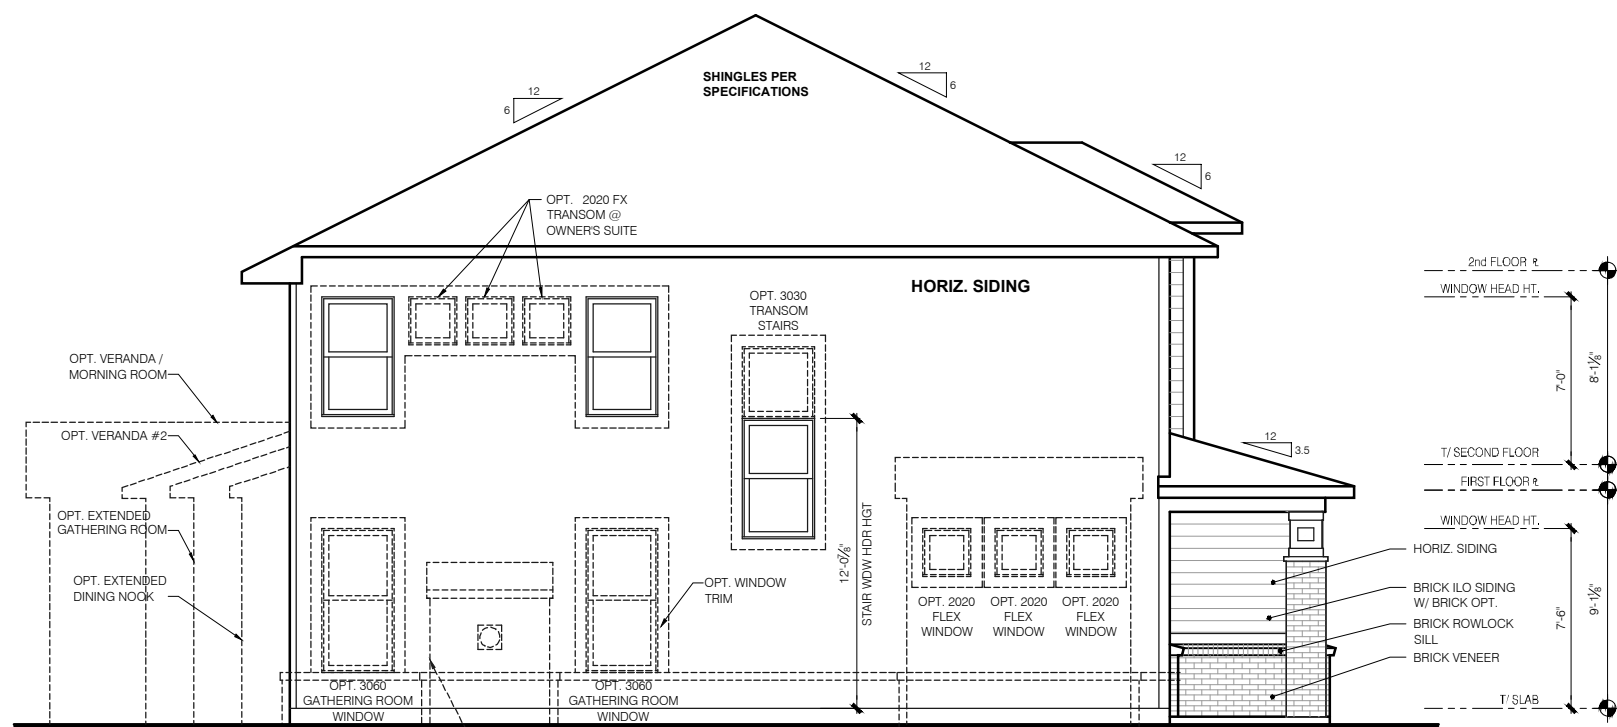 SHINGLES PER
SPECIFICATIONS
12
6
12
6
12
6
OPT. 2020 FX
TRANSOM @
OWNER'S SUITE
HORIZ. SIDING
OPT. 3030
TRANSOM
STAIRS
OPT. VERANDA /
MORNING ROOM
OPT. VERANDA #2
OPT. EXTENDED
GATHERING ROOM
OPT. EXTENDED
DINING NOOK
OPT. WINDOW
TRIM
12'-0⅞"
STAIR WDW HDR HGT
OPT. 2020
FLEX
WINDOW
OPT. 2020
FLEX
WINDOW
OPT. 2020
FLEX
WINDOW
OPT. 3060
GATHERING ROOM
WINDOW
OPT. 3060
GATHERING ROOM
WINDOW
12
3.5
2nd FLOOR ℄
WINDOW HEAD HT.
7'-0"
8'-1⅛"
T/ SECOND FLOOR
FIRST FLOOR ℄
WINDOW HEAD HT.
HORIZ. SIDING
BRICK ILO SIDING
W/ BRICK OPT.
BRICK ROWLOCK
SILL
BRICK VENEER
7'-6"
9'-1⅛"
T/ SLAB